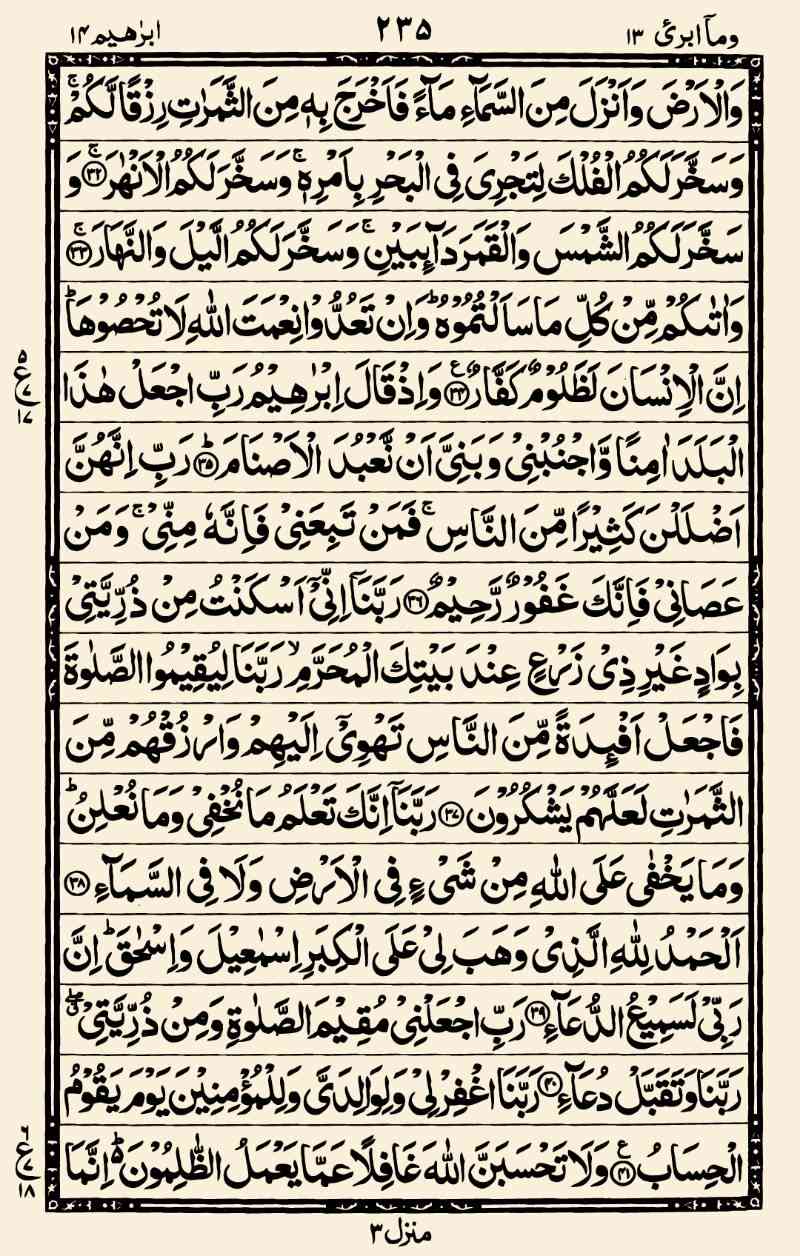 وماۤ ابرئ ۱۳ ۲۳۵ ابرٰهیم ۱۴
وَالْاَرْضَ وَاَنْزَلَ مِنَ السَّمَآءِ مَآءً فَاَخْرَجَ بِهٖ مِنَ الثَّمَرٰتِ رِزْقًا لَّكُمْ ۚ
وَسَخَّرَ لَكُمُ الْفُلْكَ لِتَجْرِیَ فِی الْبَحْرِ بِاَمْرِهٖ ۚ وَسَخَّرَ لَكُمُ الْاَنْهٰرَ ۚ﴿۳۲﴾ وَ
سَخَّرَ لَكُمُ الشَّمْسَ وَالْقَمَرَ دَآىِٕبَیْنِ ۚ وَسَخَّرَ لَكُمُ الَّیْلَ وَالنَّهَارَ ۚ﴿۳۳﴾
وَاٰتٰىكُمْ مِّنْ كُلِّ مَا سَاَلْتُمُوْهُ ؕ وَاِنْ تَعُدُّوْا نِعْمَتَ اللّٰهِ لَا تُحْصُوْهَا ؕ
اِنَّ الْاِنْسَانَ لَظَلُوْمٌ كَفَّارٌ ﴿۳۴﴾ ع وَاِذْ قَالَ اِبْرٰهِیْمُ رَبِّ اجْعَلْ هٰذَا
۵ ع ۷ ۱۷
الْبَلَدَ اٰمِنًا وَّاجْنُبْنِیْ وَبَنِیَّ اَنْ نَّعْبُدَ الْاَصْنَامَ ؕ﴿۳۵﴾ رَبِّ اِنَّهُنَّ
اَضْلَلْنَ كَثِیْرًا مِّنَ النَّاسِ ۚ فَمَنْ تَبِعَنِیْ فَاِنَّهٗ مِنِّیْ ۚ وَمَنْ
عَصَانِیْ فَاِنَّكَ غَفُوْرٌ رَّحِیْمٌ ﴿۳۶﴾ رَبَّنَاۤ اِنِّیْۤ اَسْكَنْتُ مِنْ ذُرِّیَّتِیْ
بِوَادٍ غَیْرِ ذِیْ زَرْعٍ عِنْدَ بَیْتِكَ الْمُحَرَّمِ ۙ رَبَّنَا لِیُقِیْمُوا الصَّلٰوةَ
فَاجْعَلْ اَفْىِٕدَةً مِّنَ النَّاسِ تَهْوِیْۤ اِلَیْهِمْ وَارْزُقْهُمْ مِّنَ
الثَّمَرٰتِ لَعَلَّهُمْ یَشْكُرُوْنَ ﴿۳۷﴾ رَبَّنَاۤ اِنَّكَ تَعْلَمُ مَا نُخْفِیْ وَمَا نُعْلِنُ ؕ
وَمَا یَخْفٰی عَلَی اللّٰهِ مِنْ شَیْءٍ فِی الْاَرْضِ وَلَا فِی السَّمَآءِ ﴿۳۸﴾
اَلْحَمْدُ لِلّٰهِ الَّذِیْ وَهَبَ لِیْ عَلَی الْكِبَرِ اِسْمٰعِیْلَ وَاِسْحٰقَ ؕ اِنَّ
رَبِّیْ لَسَمِیْعُ الدُّعَآءِ ﴿۳۹﴾ رَبِّ اجْعَلْنِیْ مُقِیْمَ الصَّلٰوةِ وَمِنْ ذُرِّیَّتِیْ ۖۗ
رَبَّنَا وَتَقَبَّلْ دُعَآءِ ﴿۴۰﴾ رَبَّنَا اغْفِرْ لِیْ وَلِوَالِدَیَّ وَلِلْمُؤْمِنِیْنَ یَوْمَ یَقُوْمُ
الْحِسَابُ ﴿۴۱﴾ ع وَلَا تَحْسَبَنَّ اللّٰهَ غَافِلًا عَمَّا یَعْمَلُ الظّٰلِمُوْنَ ؕ۬ اِنَّمَا
۶ ع ۷ ۱۸
منزل ۳